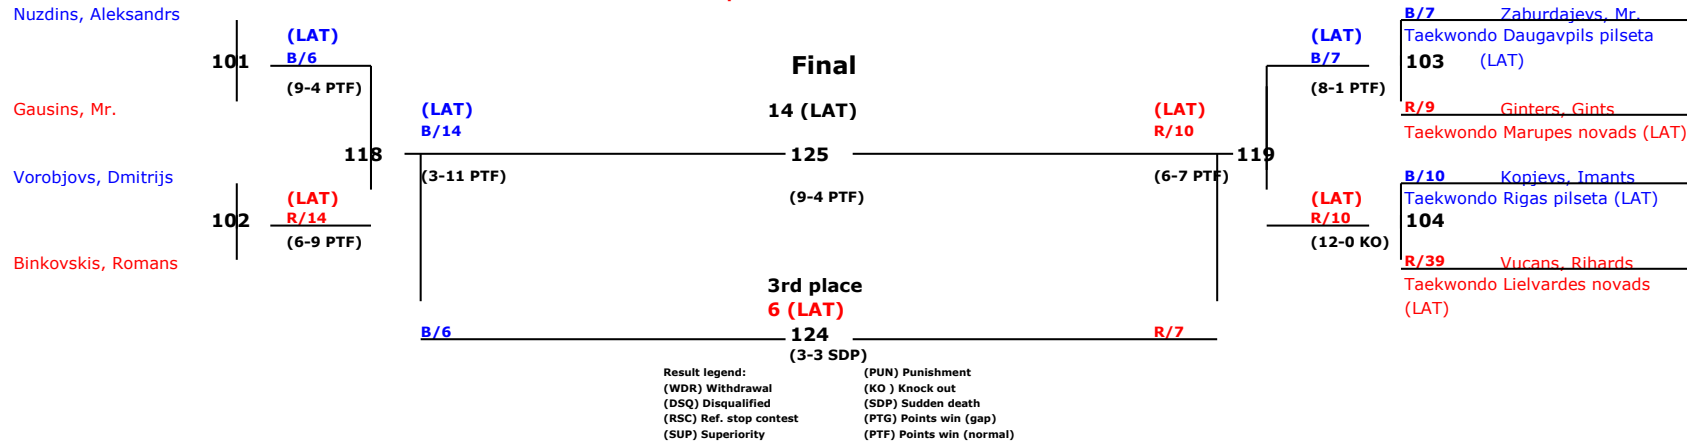 Nuzdins, Aleksandrs
(LAT)
101
B/6
(9-4 PTF)
Gausins, Mr.
(LAT)
B/14
118
(3-11 PTF)
Vorobjovs, Dmitrijs
(LAT)
102
R/14
(6-9 PTF)
Binkovskis, Romans
Final
14 (LAT)
125
(9-4 PTF)
3rd place
6 (LAT)
B/6
124
R/7
(3-3 SDP)
(LAT)
R/10
119
(6-7 PTF)
(LAT)
B/7
(8-1 PTF)
(LAT)
R/10
(12-0 KO)
B/7 Zaburdajevs, Mr.
Taekwondo Daugavpils pilseta
103 (LAT)
R/9 Ginters, Gints
Taekwondo Marupes novads (LAT)
B/10 Kopjevs, Imants
Taekwondo Rigas pilseta (LAT)
104
R/39 Vucans, Rihards
Taekwondo Lielvardes novads
(LAT)
Result legend:
(WDR) Withdrawal
(DSQ) Disqualified
(RSC) Ref. stop contest
(SUP) Superiority
(PUN) Punishment
(KO ) Knock out
(SDP) Sudden death
(PTG) Points win (gap)
(PTF) Points win (normal)